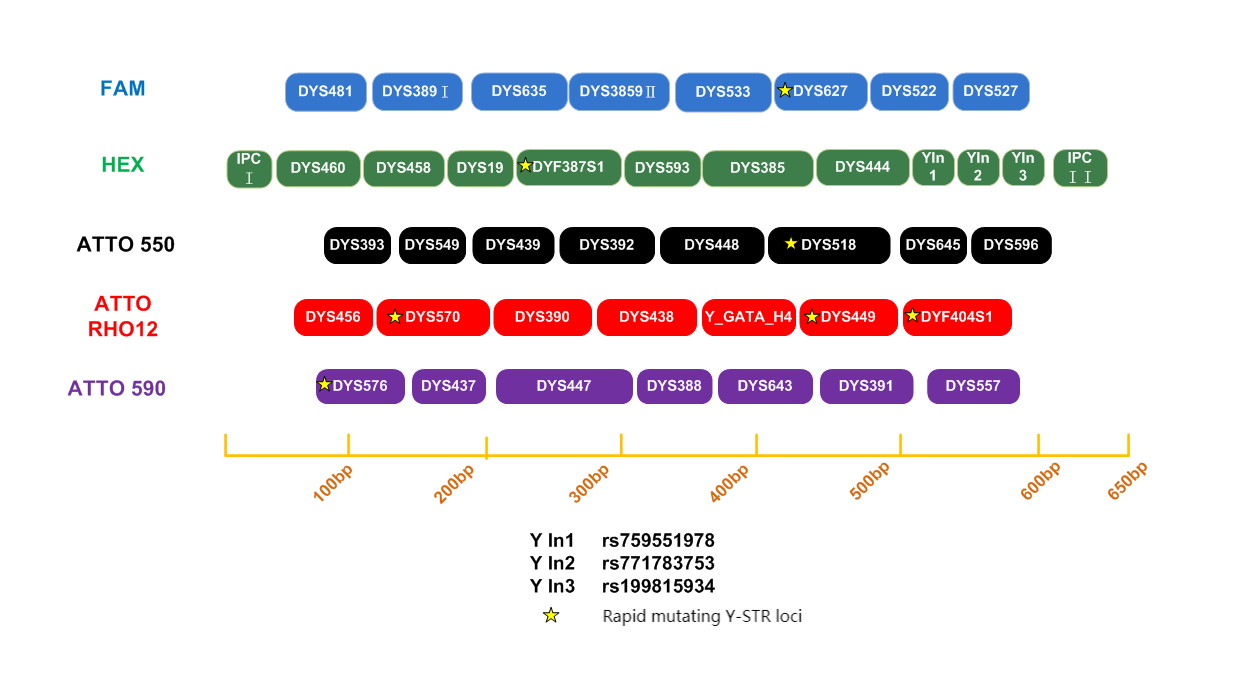 FAM
DYS481 DYS389Ⅰ DYS635 DYS3859Ⅱ DYS533 DYS627 DYS522 DYS527
HEX
IPC Ⅰ DYS460 DYS458 DYS19 DYF387S1 DYS593 DYS385 DYS444 YIn 1 YIn 2 YIn 3 IPC ⅠⅠ
ATTO 550
DYS393 DYS549 DYS439 DYS392 DYS448 DYS518 DYS645 DYS596
ATTO
RHO12
DYS456 DYS570 DYS390 DYS438 Y_GATA_H4 DYS449 DYF404S1
ATTO 590
DYS576 DYS437 DYS447 DYS388 DYS643 DYS391 DYS557
100bp 200bp 300bp 400bp 500bp 600bp 650bp
Y In1 rs759551978
Y In2 rs771783753
Y In3 rs199815934
Rapid mutating Y-STR loci